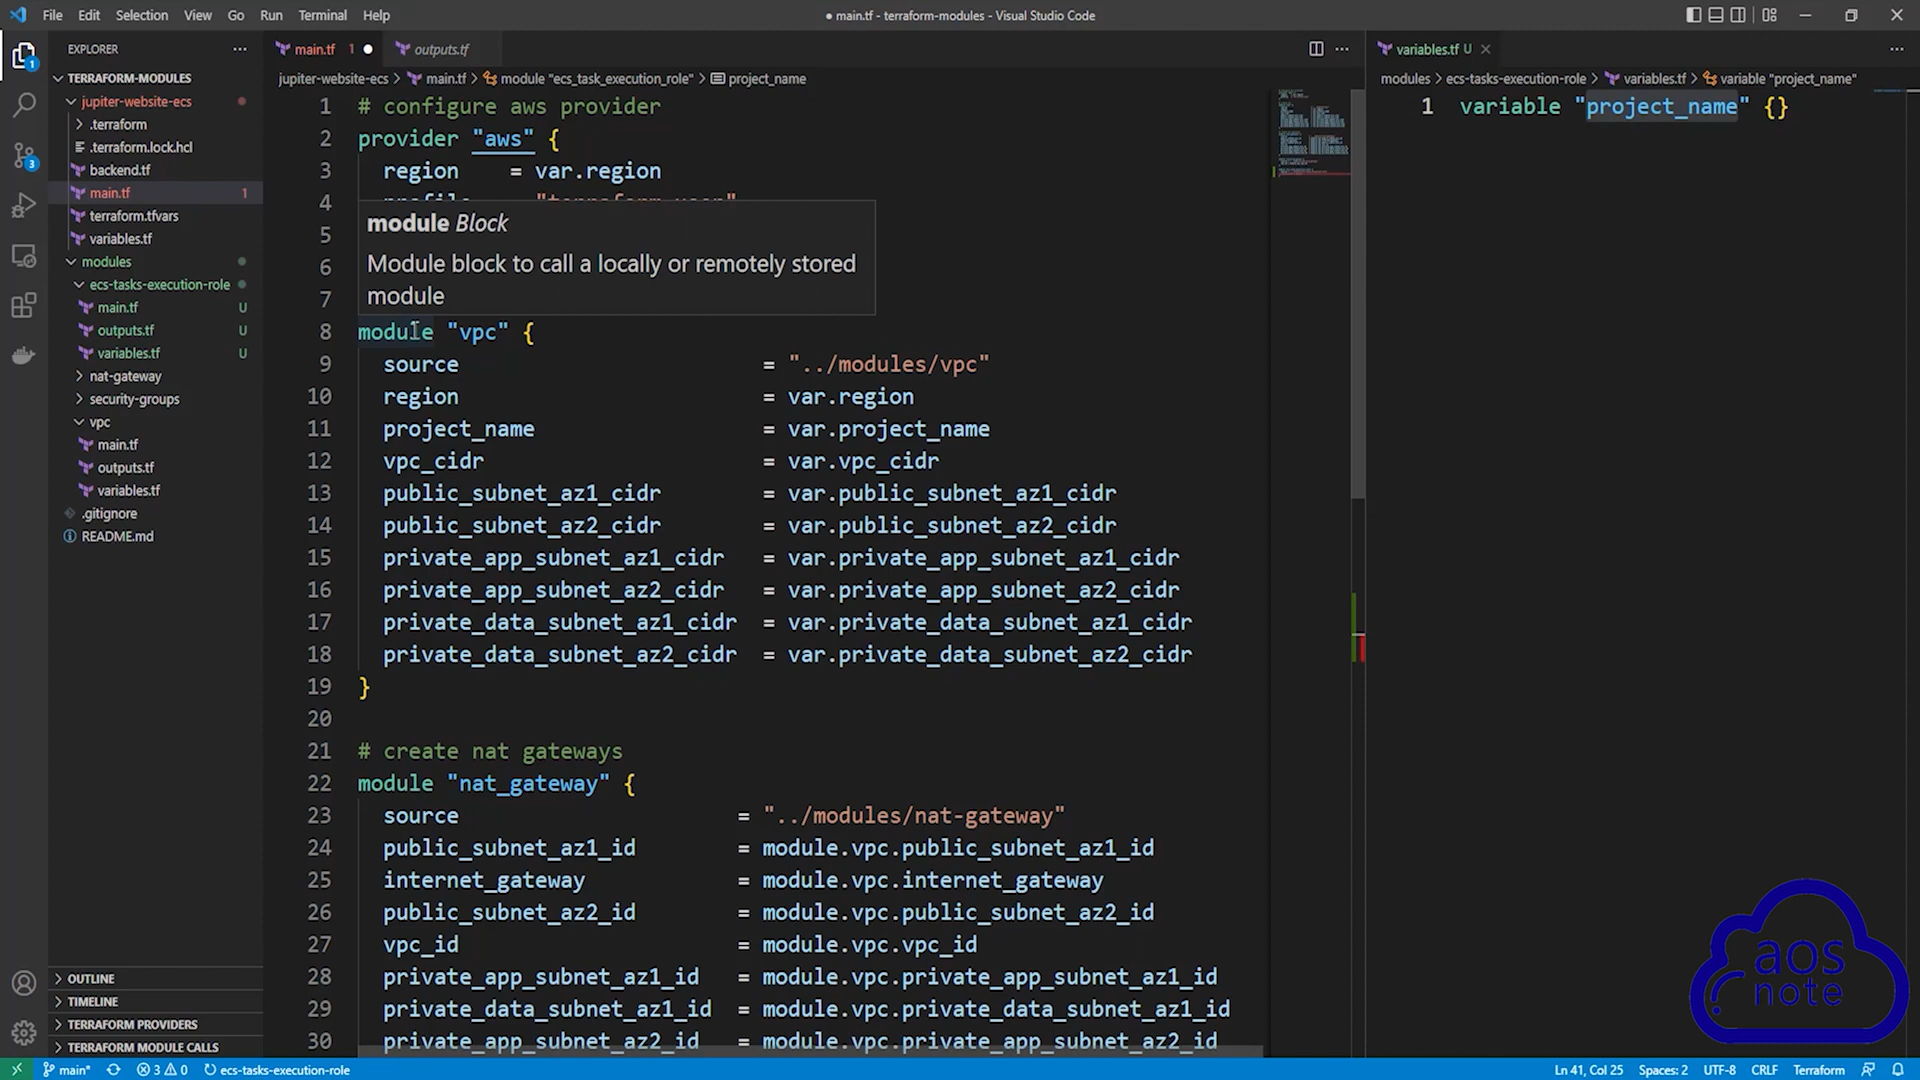 File Edit Selection View Go Run Terminal Help
● main.tf - terraform-modules - Visual Studio Code
EXPLORER
TERRAFORM-MODULES
jupiter-website-ecs
.terraform
.terraform.lock.hcl
backend.tf
main.tf 1
terraform.tfvars
variables.tf
modules
ecs-tasks-execution-role
main.tf U
outputs.tf U
variables.tf U
nat-gateway
security-groups
vpc
main.tf
outputs.tf
variables.tf
.gitignore
README.md
OUTLINE
TIMELINE
TERRAFORM PROVIDERS
TERRAFORM MODULE CALLS
1
3
main.tf 1 ● outputs.tf
jupiter-website-ecs > main.tf > module "ecs_task_execution_role" > project_name
1 # configure aws provider
2 provider "aws" {
3 region = var.region
4 profile = "terraform-user"
5
6
7
module Block
Module block to call a locally or remotely stored
module
8 module "vpc" {
9 source = "../modules/vpc"
10 region = var.region
11 project_name = var.project_name
12 vpc_cidr = var.vpc_cidr
13 public_subnet_az1_cidr = var.public_subnet_az1_cidr
14 public_subnet_az2_cidr = var.public_subnet_az2_cidr
15 private_app_subnet_az1_cidr = var.private_app_subnet_az1_cidr
16 private_app_subnet_az2_cidr = var.private_app_subnet_az2_cidr
17 private_data_subnet_az1_cidr = var.private_data_subnet_az1_cidr
18 private_data_subnet_az2_cidr = var.private_data_subnet_az2_cidr
19 }
20
21 # create nat gateways
22 module "nat_gateway" {
23 source = "../modules/nat-gateway"
24 public_subnet_az1_id = module.vpc.public_subnet_az1_id
25 internet_gateway = module.vpc.internet_gateway
26 public_subnet_az2_id = module.vpc.public_subnet_az2_id
27 vpc_id = module.vpc.vpc_id
28 private_app_subnet_az1_id = module.vpc.private_app_subnet_az1_id
29 private_data_subnet_az1_id = module.vpc.private_data_subnet_az1_id
30 private_app_subnet_az2_id = module.vpc.private_app_subnet_az2_id
variables.tf U
modules > ecs-tasks-execution-role > variables.tf > variable "project_name"
1 variable "project_name" {}
aos
note
main* 3 0 ecs-tasks-execution-role
Ln 41, Col 25 Spaces: 2 UTF-8 CRLF Terraform